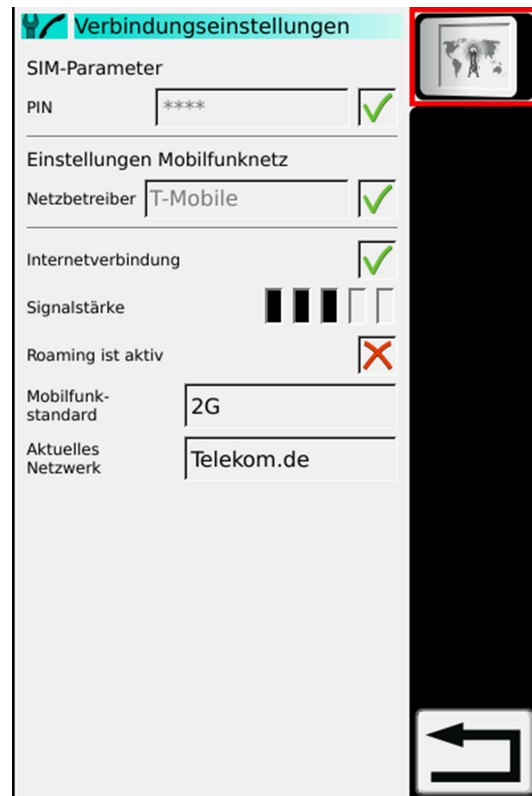 Verbindungseinstellungen
SIM-Parameter
PIN ****
Einstellungen Mobilfunknetz
Netzbetreiber T-Mobile
Internetverbindung
Signalstärke
Roaming ist aktiv
Mobilfunk-
standard 2G
Aktuelles
Netzwerk Telekom.de